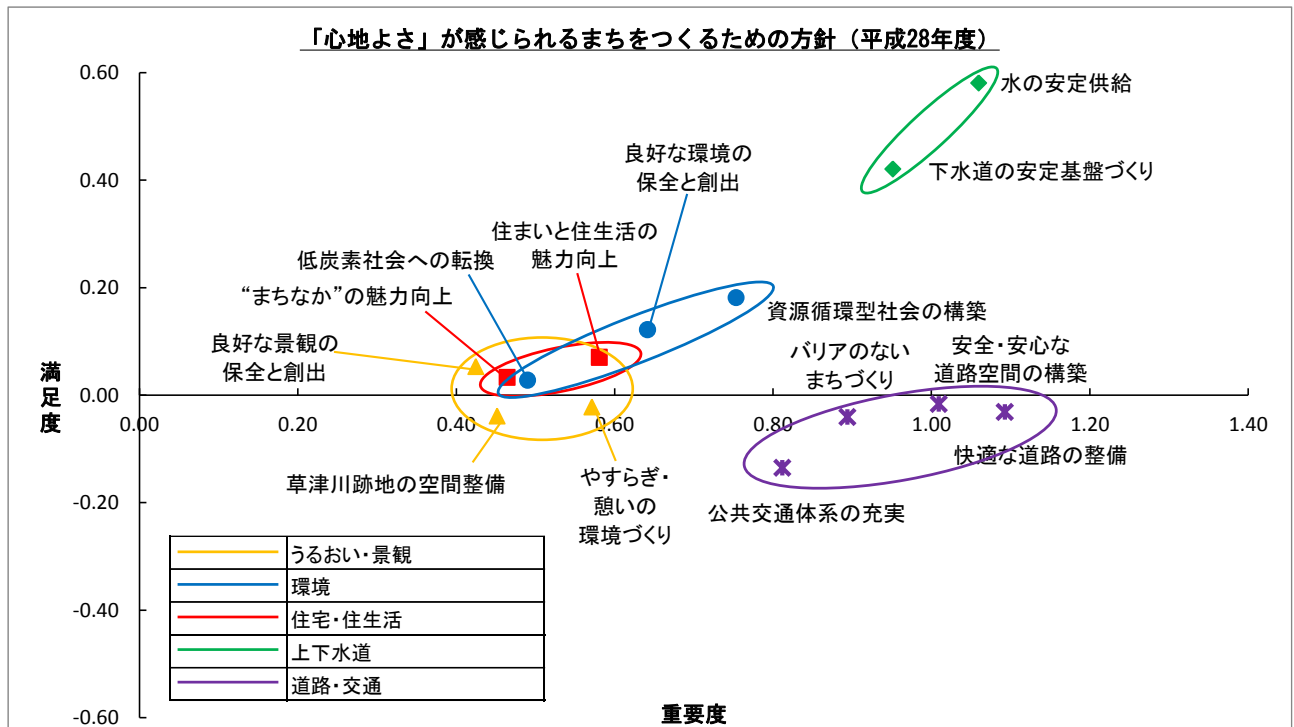 「心地よさ」が感じられるまちをつくるための方針（平成28年度）
0.60
0.40
0.20
0.00
-0.20
-0.40
-0.60
0.00
0.20
0.40
0.60
0.80
1.00
1.20
1.40
満足度
重要度
水の安定供給
下水道の安定基盤づくり
良好な環境の
保全と創出
住まいと住生活の
魅力向上
低炭素社会への転換
“まちなか”の魅力向上
良好な景観の
保全と創出
資源循環型社会の構築
バリアのない
まちづくり
安全・安心な
道路空間の構築
快適な道路の整備
公共交通体系の充実
草津川跡地の空間整備
やすらぎ・
憩いの
環境づくり
うるおい・景観
環境
住宅・住生活
上下水道
道路・交通